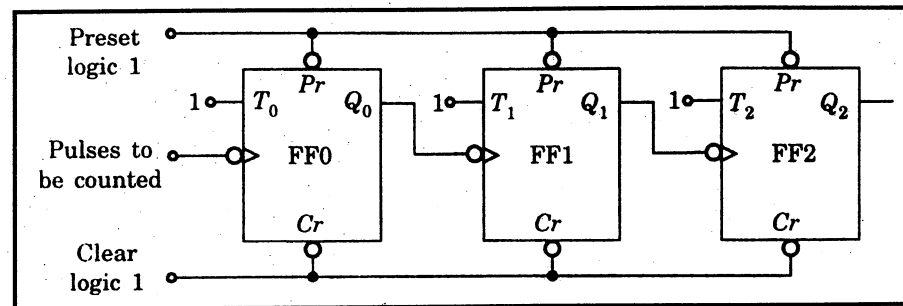 Preset
logic 1
Pr
Pr
Pr
1
T0
Q0
1
T1
Q1
1
T2
Q2
Pulses to
be counted
FF0
FF1
FF2
Cr
Cr
Cr
Clear
logic 1